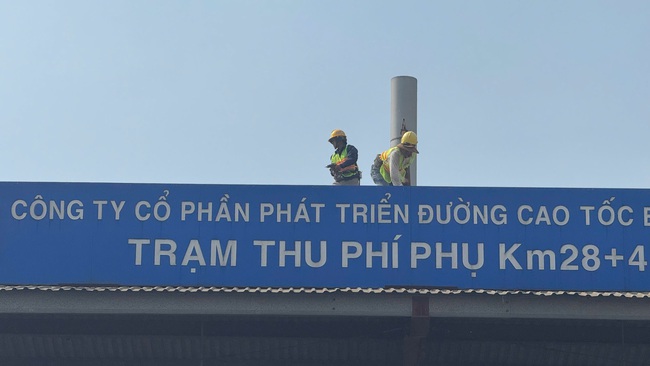 CÔNG TY CỔ PHẦN PHÁT TRIỂN ĐƯỜNG CAO TỐC
TRẠM THU PHÍ PHỤ Km28+4